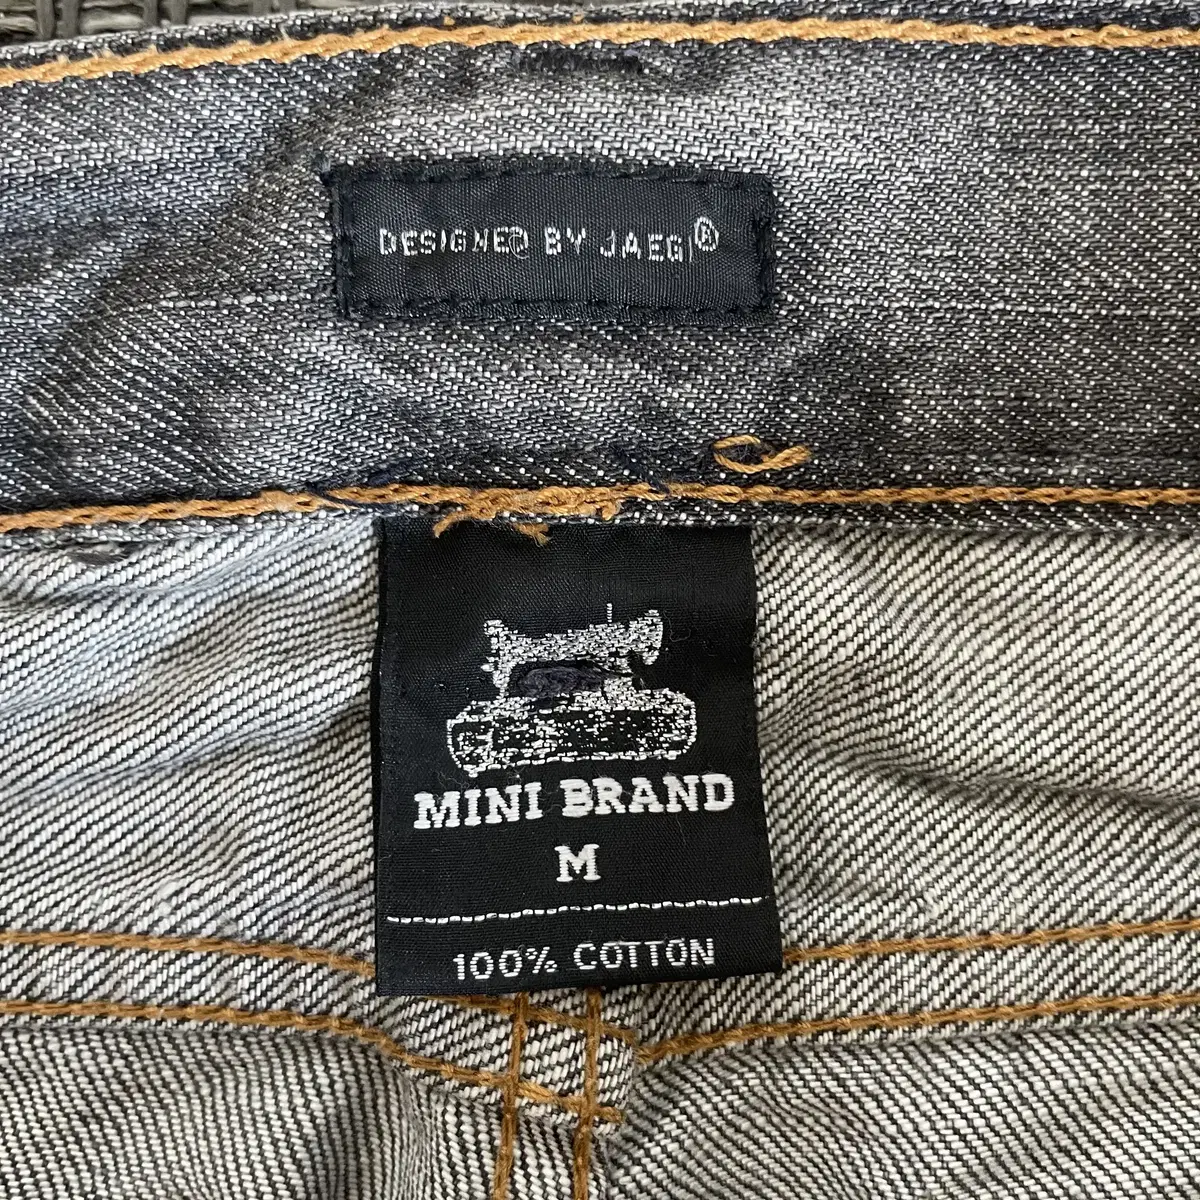 DESIGNED BY JAEGI®
MINI BRAND
M
100% COTTON